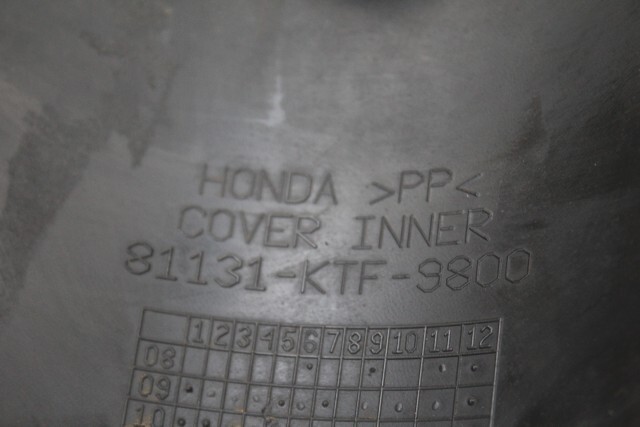 HONDA >PP<
COVER INNER
81131-KTF-9800
1 2 3 4 5 6 7 8 9 10 11 12
08
09
10